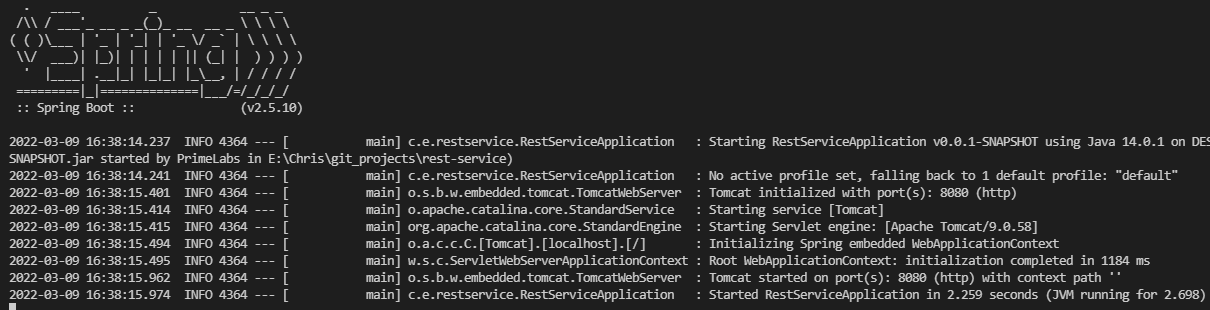 .   ____          _            __ _ _
 /\\ / ___'_ __ _ _(_)_ __  __ _ \ \ \ \
( ( )\___ | '_ | '_| | '_ \/ _` | \ \ \ \
 \\/  ___)| |_)| | | | | || (_| |  ) ) ) )
  '  |____| .__|_| |_|_| |_\__, | / / / /
 =========|_|==============|___/=/_/_/_/
 :: Spring Boot ::                (v2.5.10)

2022-03-09 16:38:14.237  INFO 4364 --- [           main] c.e.restservice.RestServiceApplication   : Starting RestServiceApplication v0.0.1-SNAPSHOT using Java 14.0.1 on DES
SNAPSHOT.jar started by PrimeLabs in E:\Chris\git_projects\rest-service)
2022-03-09 16:38:14.241  INFO 4364 --- [           main] c.e.restservice.RestServiceApplication   : No active profile set, falling back to 1 default profile: "default"
2022-03-09 16:38:15.401  INFO 4364 --- [           main] o.s.b.w.embedded.tomcat.TomcatWebServer  : Tomcat initialized with port(s): 8080 (http)
2022-03-09 16:38:15.414  INFO 4364 --- [           main] o.apache.catalina.core.StandardService   : Starting service [Tomcat]
2022-03-09 16:38:15.415  INFO 4364 --- [           main] org.apache.catalina.core.StandardEngine  : Starting Servlet engine: [Apache Tomcat/9.0.58]
2022-03-09 16:38:15.494  INFO 4364 --- [           main] o.a.c.c.C.[Tomcat].[localhost].[/]       : Initializing Spring embedded WebApplicationContext
2022-03-09 16:38:15.495  INFO 4364 --- [           main] w.s.c.ServletWebServerApplicationContext : Root WebApplicationContext: initialization completed in 1184 ms
2022-03-09 16:38:15.962  INFO 4364 --- [           main] o.s.b.w.embedded.tomcat.TomcatWebServer  : Tomcat started on port(s): 8080 (http) with context path ''
2022-03-09 16:38:15.974  INFO 4364 --- [           main] c.e.restservice.RestServiceApplication   : Started RestServiceApplication in 2.259 seconds (JVM running for 2.698)